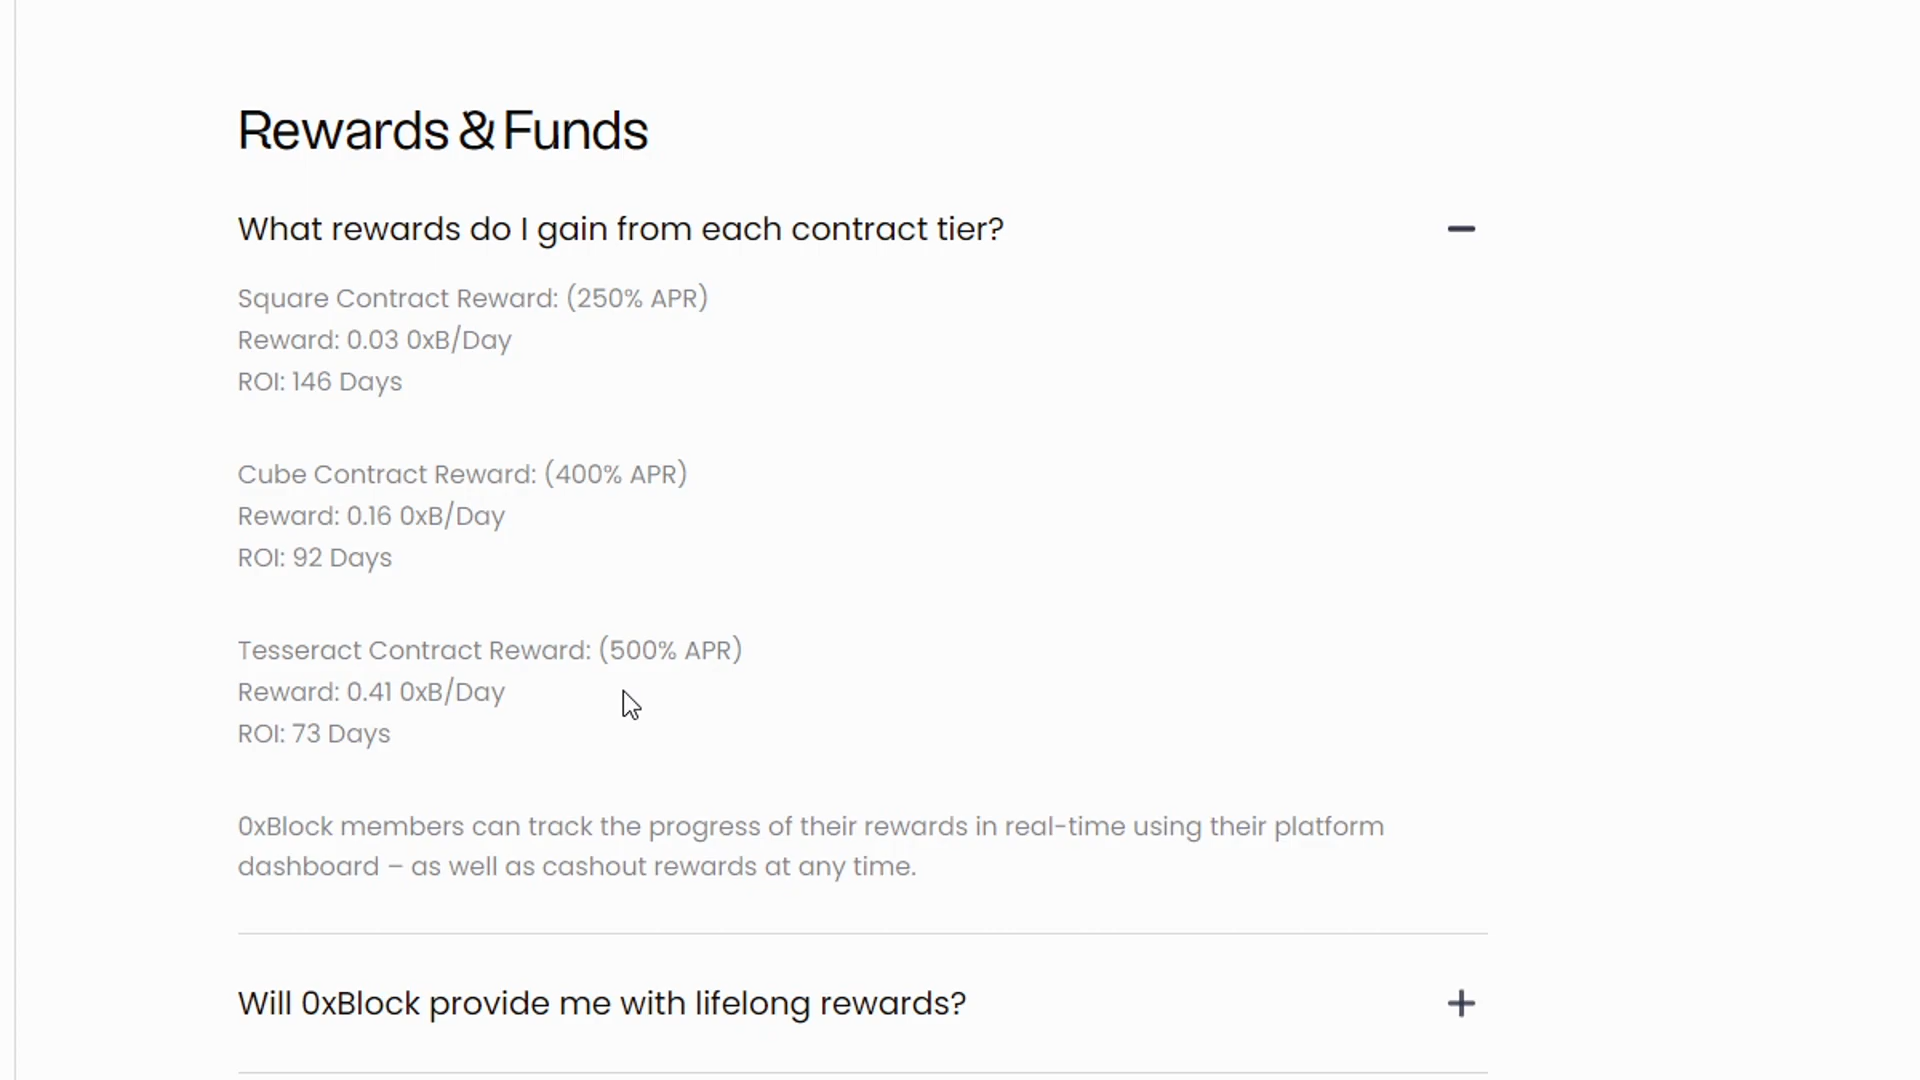 Rewards & Funds
What rewards do I gain from each contract tier?
Square Contract Reward: (250% APR)
Reward: 0.03 0xB/Day
ROI: 146 Days
Cube Contract Reward: (400% APR)
Reward: 0.16 0xB/Day
ROI: 92 Days
Tesseract Contract Reward: (500% APR)
Reward: 0.41 0xB/Day
ROI: 73 Days
0xBlock members can track the progress of their rewards in real-time using their platform
dashboard – as well as cashout rewards at any time.
Will 0xBlock provide me with lifelong rewards?